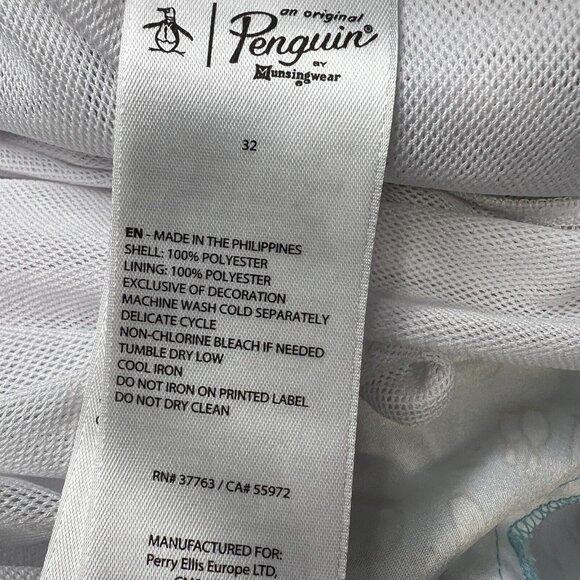 an original
Penguin®
BY
Munsingwear
32
EN - MADE IN THE PHILIPPINES
SHELL: 100% POLYESTER
LINING: 100% POLYESTER
EXCLUSIVE OF DECORATION
MACHINE WASH COLD SEPARATELY
DELICATE CYCLE
NON-CHLORINE BLEACH IF NEEDED
TUMBLE DRY LOW
COOL IRON
DO NOT IRON ON PRINTED LABEL
DO NOT DRY CLEAN
RN# 37763 / CA# 55972
MANUFACTURED FOR:
Perry Ellis Europe LTD,